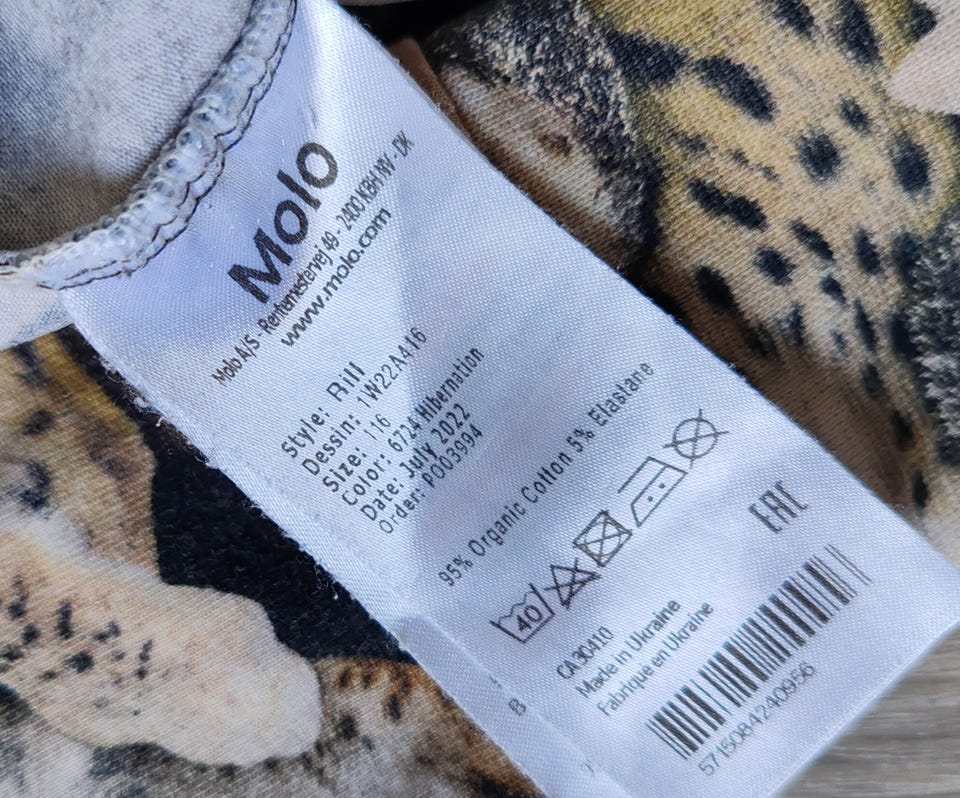 Molo
Molo A/S - Rentemestervej 49 - 2400 KBH NV - DK
www.molo.com
Style: Rill
Dessin: 1W22A416
Size: 116
Color: 6724 Hibernation
Date: July 2022
Order: P003994
95% Organic Cotton 5% Elastane
40
EAC
CA 30410
Made in Ukraine
Fabriqué en Ukraine
5715084240956